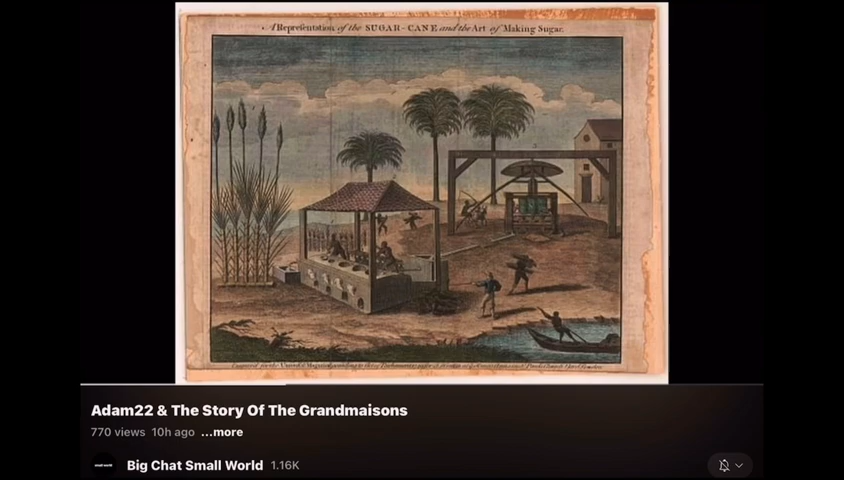 A Representation of the SUGAR-CANE and the Art of Making Sugar.
Adam22 & The Story Of The Grandmaisons
770 views 10h ago ...more
Big Chat Small World 1.16K